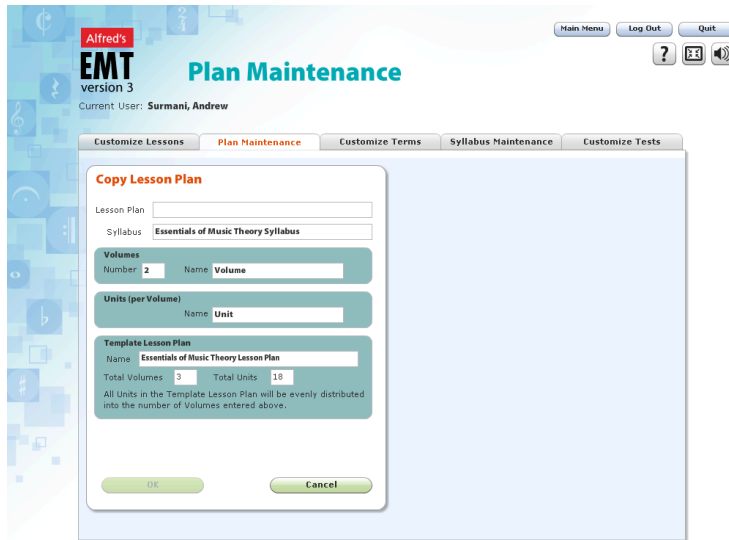 Main Menu Log Out Quit
Alfred's
EMT
version 3
Plan Maintenance
?
Current User: Surmani, Andrew
Customize Lessons Plan Maintenance Customize Terms Syllabus Maintenance Customize Tests
Copy Lesson Plan
Lesson Plan
Syllabus Essentials of Music Theory Syllabus
Volumes
Number 2 Name Volume
Units (per Volume)
Name Unit
Template Lesson Plan
Name Essentials of Music Theory Lesson Plan
Total Volumes 3 Total Units 18
All Units in the Template Lesson Plan will be evenly distributed
into the number of Volumes entered above.
OK Cancel